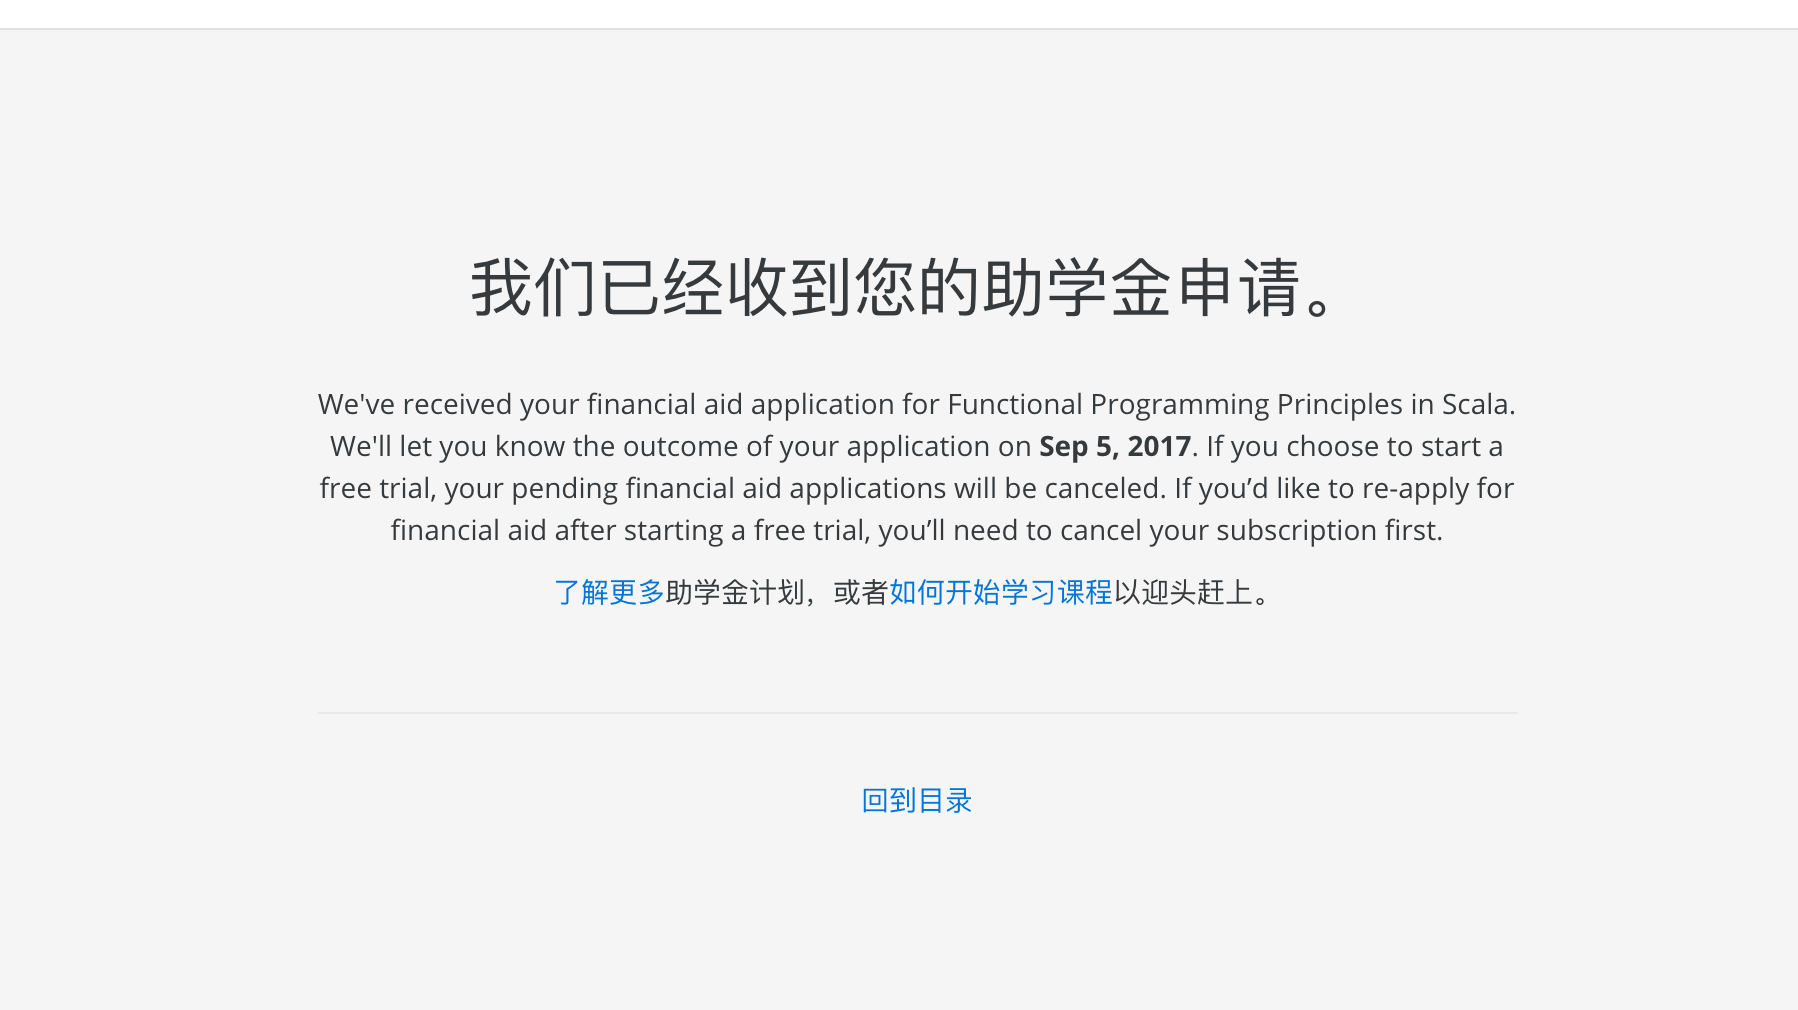 我们已经收到您的助学金申请。
We've received your financial aid application for Functional Programming Principles in Scala.
We'll let you know the outcome of your application on Sep 5, 2017. If you choose to start a
free trial, your pending financial aid applications will be canceled. If you’d like to re-apply for
financial aid after starting a free trial, you’ll need to cancel your subscription first.
了解更多助学金计划，或者如何开始学习课程以迎头赶上。
回到目录